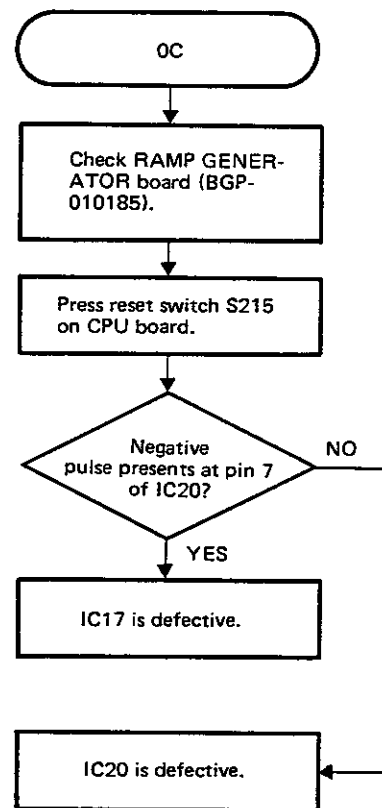 0C
Check RAMP GENER-
ATOR board (BGP-
010185).
Press reset switch S215
on CPU board.
Negative
pulse presents at pin 7
of IC20?
NO
YES
IC17 is defective.
IC20 is defective.